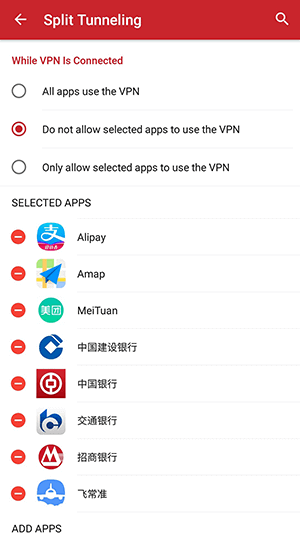 Split Tunneling
While VPN Is Connected
All apps use the VPN
Do not allow selected apps to use the VPN
Only allow selected apps to use the VPN
SELECTED APPS
Alipay
Amap
美团
MeiTuan
中国建设银行
中国银行
交通银行
招商银行
飞常准
ADD APPS